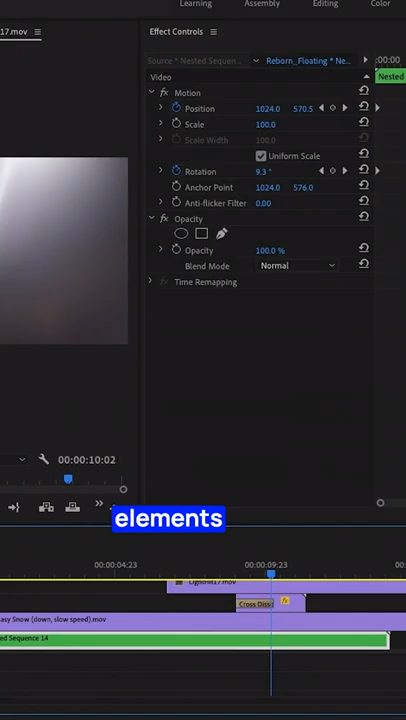 Learning Assembly Editing Color
17.mov
Effect Controls
Source * Nested Sequen... Reborn_Floating * Ne... :00:00
Video Nested
Motion
Position 1024.0 570.5
Scale 100.0
Scale Width 100.0
Uniform Scale
Rotation 9.3 °
Anchor Point 1024.0 576.0
Anti-flicker Filter 0.00
Opacity
Opacity 100.0 %
Blend Mode Normal
Time Remapping
00:00:10:02
elements
00:00:04:23 00:00:09:23
LightHit17.mov
Cross Diss fx
asy Snow (down, slow speed).mov
ed Sequence 14